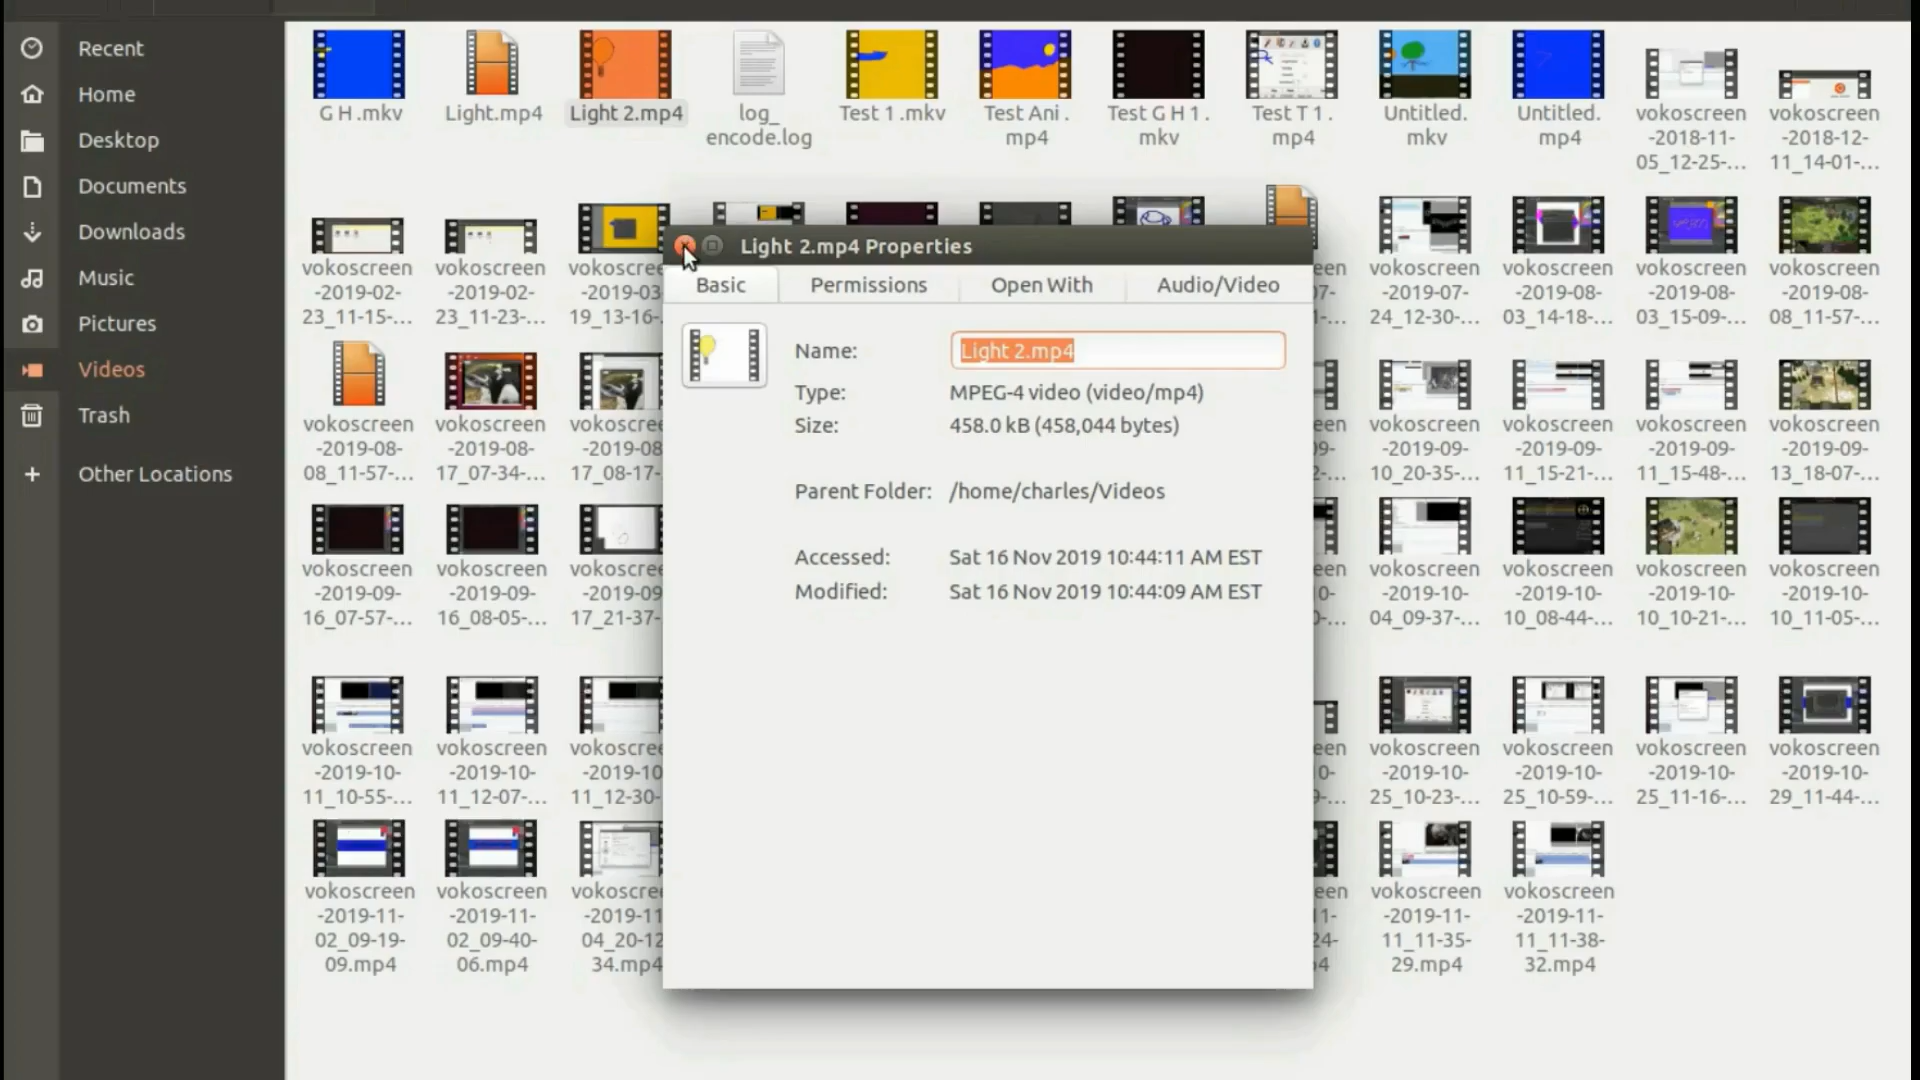 Recent
Home
Desktop
Documents
Downloads
Music
Pictures
Videos
Trash
Other Locations
G H .mkv
Light.mp4
Light 2.mp4
log_
encode.log
Test 1 .mkv
Test Ani .
mp4
Test G H 1 .
mkv
Test T 1 .
mp4
Untitled.
mkv
Untitled.
mp4
vokoscreen
-2018-11-
05_12-25-...
vokoscreen
-2018-12-
11_14-01-...
vokoscreen
-2019-02-
23_11-15-...
vokoscreen
-2019-02-
23_11-23-...
vokoscree
-2019-03
19_13-16-
een
7-
-...
vokoscreen
-2019-07-
24_12-30-...
vokoscreen
-2019-08-
03_14-18-...
vokoscreen
-2019-08-
03_15-09-...
vokoscreen
-2019-08-
08_11-57-...
vokoscreen
-2019-08-
08_11-57-...
vokoscreen
-2019-08-
17_07-34-...
vokoscree
-2019-08
17_08-17-
een
9-
-...
vokoscreen
-2019-09-
10_20-35-...
vokoscreen
-2019-09-
11_15-21-...
vokoscreen
-2019-09-
11_15-48-...
vokoscreen
-2019-09-
13_18-07-...
vokoscreen
-2019-09-
16_07-57-...
vokoscreen
-2019-09-
16_08-05-...
vokoscree
-2019-09
17_21-37-
een
0-
-...
vokoscreen
-2019-10-
04_09-37-...
vokoscreen
-2019-10-
10_08-44-...
vokoscreen
-2019-10-
10_10-21-...
vokoscreen
-2019-10-
10_11-05-...
vokoscreen
-2019-10-
11_10-55-...
vokoscreen
-2019-10-
11_12-07-...
vokoscree
-2019-10
11_12-30-
een
0-
-...
vokoscreen
-2019-10-
25_10-23-...
vokoscreen
-2019-10-
25_10-59-...
vokoscreen
-2019-10-
25_11-16-...
vokoscreen
-2019-10-
29_11-44-...
vokoscreen
-2019-11-
02_09-19-
09.mp4
vokoscreen
-2019-11-
02_09-40-
06.mp4
vokoscree
-2019-11
04_20-12
34.mp4
een
1-
24-
4
vokoscreen
-2019-11-
11_11-35-
29.mp4
vokoscreen
-2019-11-
11_11-38-
32.mp4
Light 2.mp4 Properties
Basic
Permissions
Open With
Audio/Video
Name: Light 2.mp4
Type: MPEG-4 video (video/mp4)
Size: 458.0 kB (458,044 bytes)
Parent Folder: /home/charles/Videos
Accessed: Sat 16 Nov 2019 10:44:11 AM EST
Modified: Sat 16 Nov 2019 10:44:09 AM EST